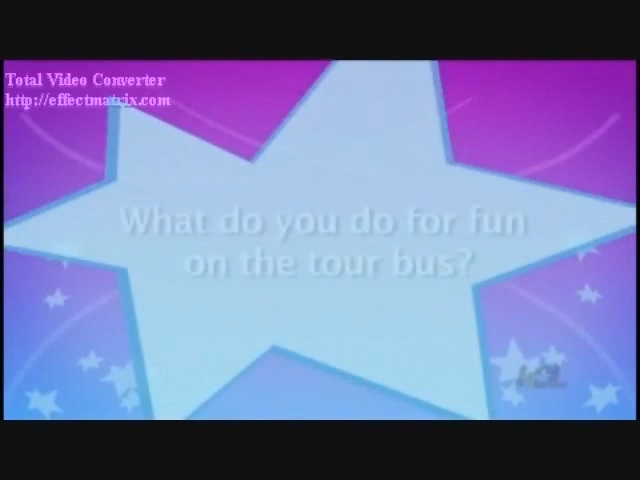 Total Video Converter
http://effectmatrix.com
What do you do for fun
on the tour bus?